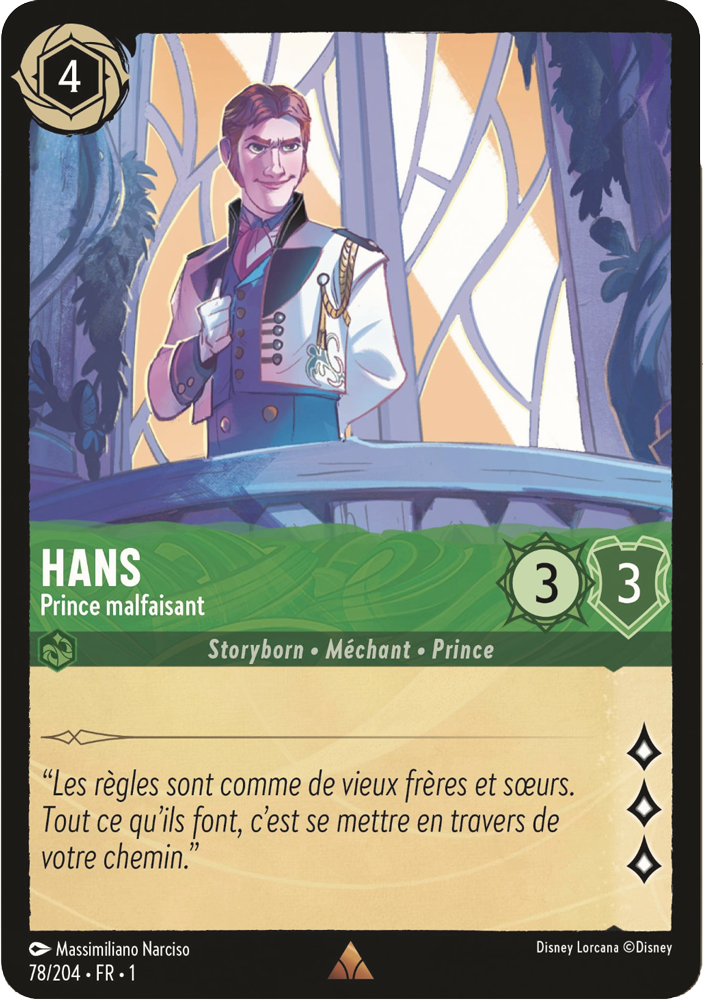 4
HANS
Prince malfaisant
3
3
Storyborn • Méchant • Prince
“Les règles sont comme de vieux frères et sœurs.
Tout ce qu’ils font, c’est se mettre en travers de
votre chemin.”
Massimiliano Narciso
Disney Lorcana ©Disney
78/204 • FR • 1